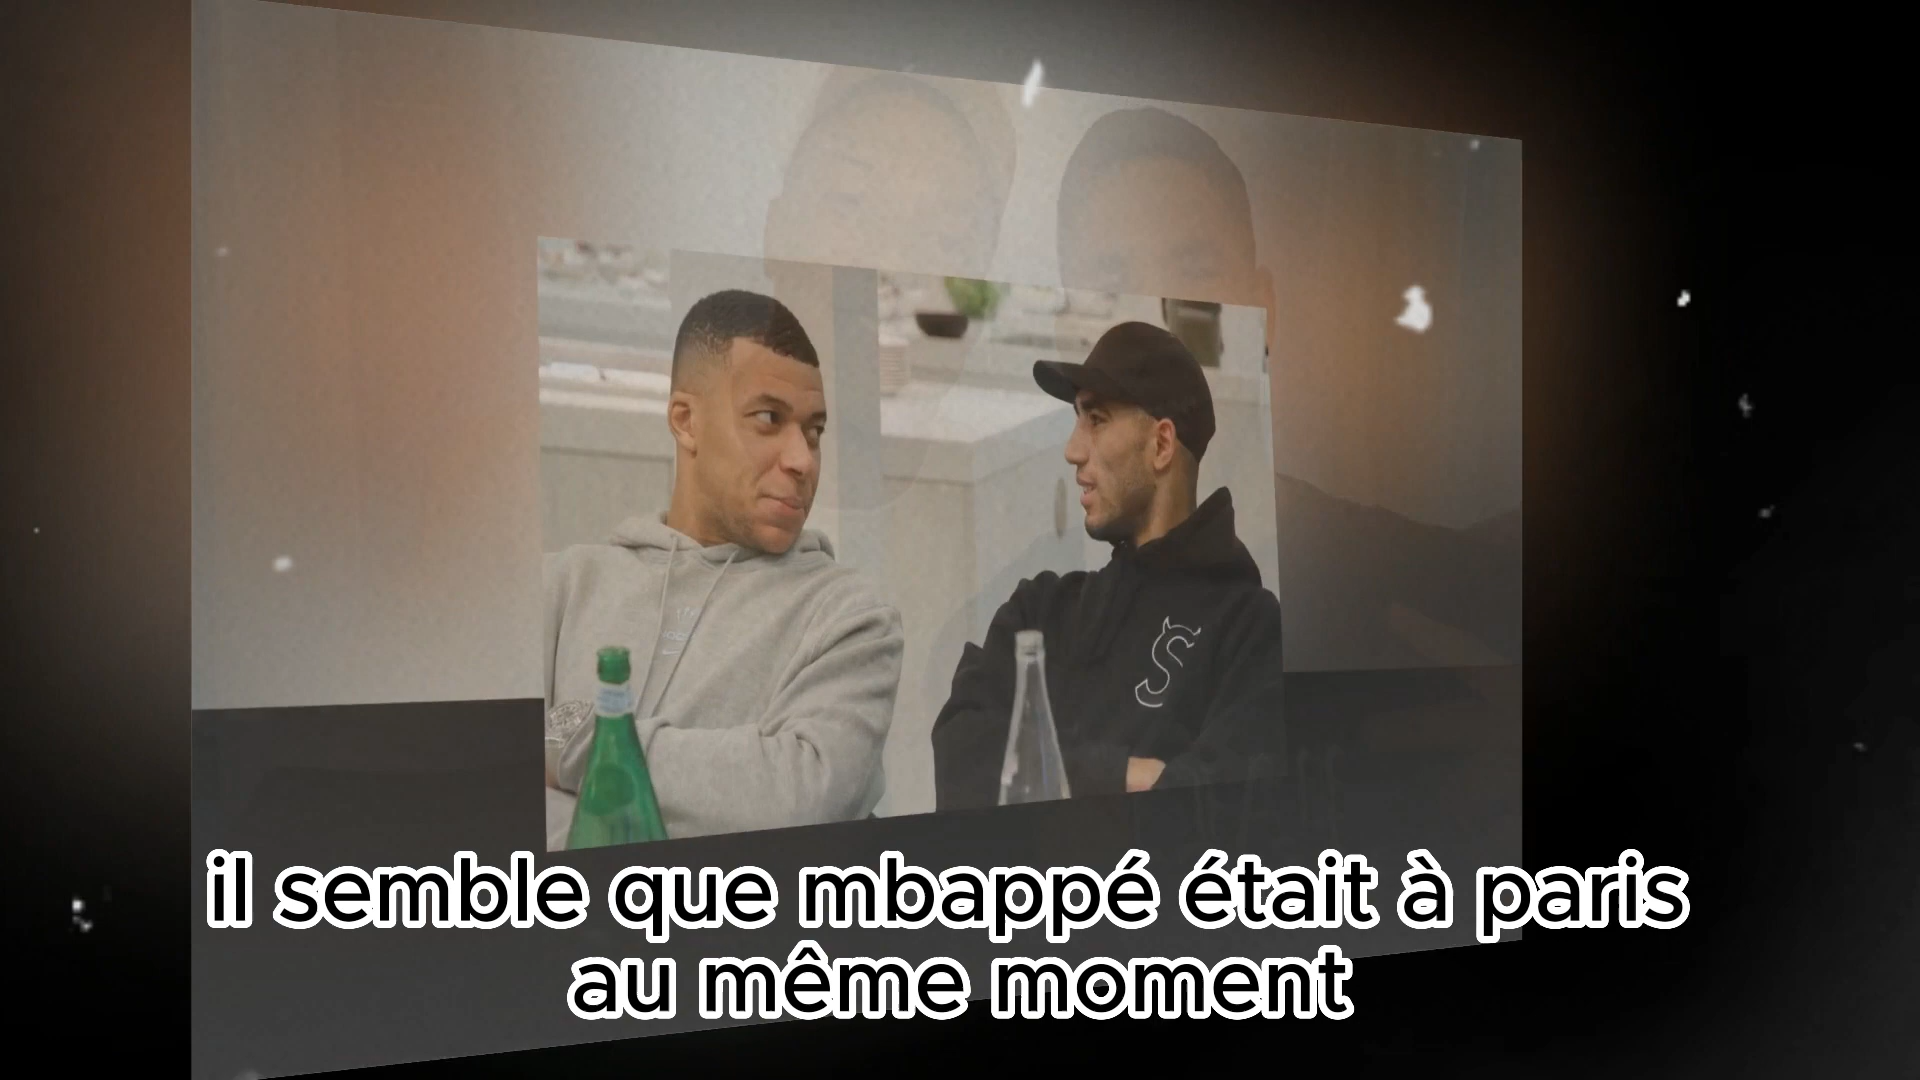 il semble que mbappé était à paris
au même moment
S